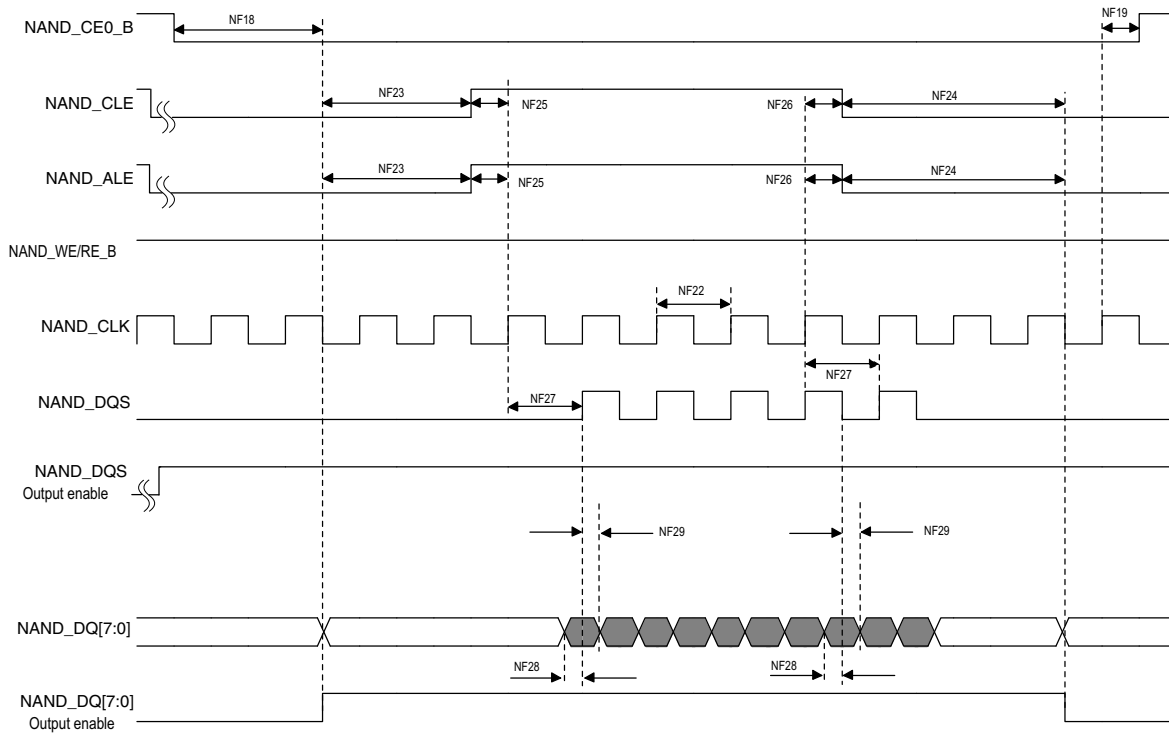 NAND_CE0_B
NF18
NF19
NAND_CLE
NF23
NF25
NF26
NF24
NAND_ALE
NF23
NF25
NF26
NF24
NAND_WE/RE_B
NF22
NAND_CLK
NF27
NAND_DQS
NF27
NAND_DQS
Output enable
NF29
NF29
NAND_DQ[7:0]
NF28
NF28
NAND_DQ[7:0]
Output enable